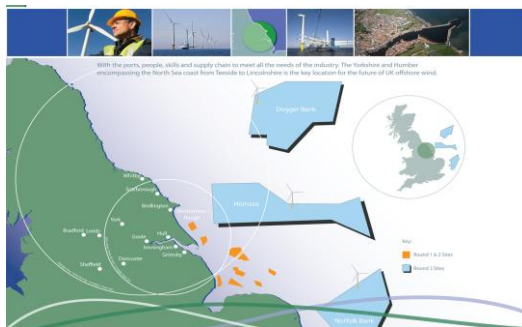 With the ports, people, skills and supply chain to meet all the needs of the industry. The Yorkshire and Humber
encompassing the North Sea coast from Teeside to Lincolnshire is the key location for the future of UK offshore wind.
Dogger Bank
Whitby
Scarborough
Bridlington
Hornsea
York
Bradford
Leeds
Hull
Goole
Immingham
Grimsby
Sheffield
Doncaster
Key:
Round 1 & 2 Sites
Round 3 Sites
Norfolk Bank